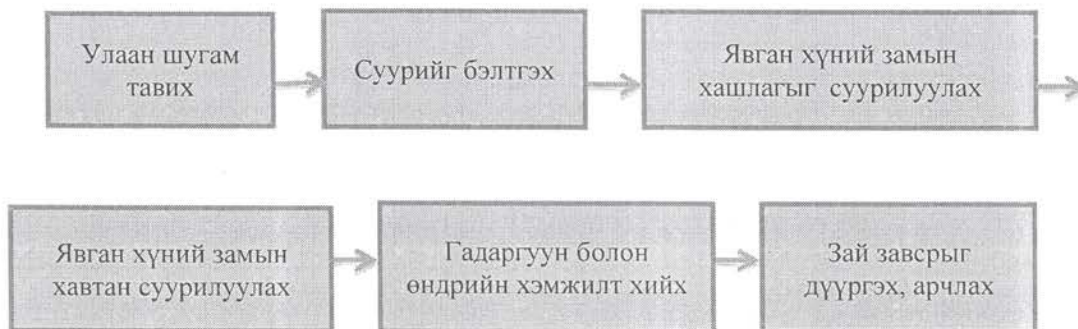 Улаан шугам
тавих
Суурийг бэлтгэх
Явган хүний замын
хашлагыг суурилуулах
Явган хүний замын
хавтан суурилуулах
Гадаргуун болон
өндрийн хэмжилт хийх
Зай завсрыг
дүүргэх, арчлах